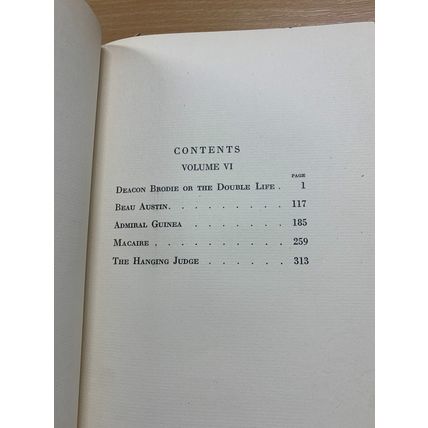 CONTENTS
VOLUME VI
PAGE
DEACON BRODIE OR THE DOUBLE LIFE . 1
BEAU AUSTIN. . . . . . . . . 117
ADMIRAL GUINEA . . . . . . . 185
MACAIRE . . . . . . . . . . 259
THE HANGING JUDGE . . . . . . 313